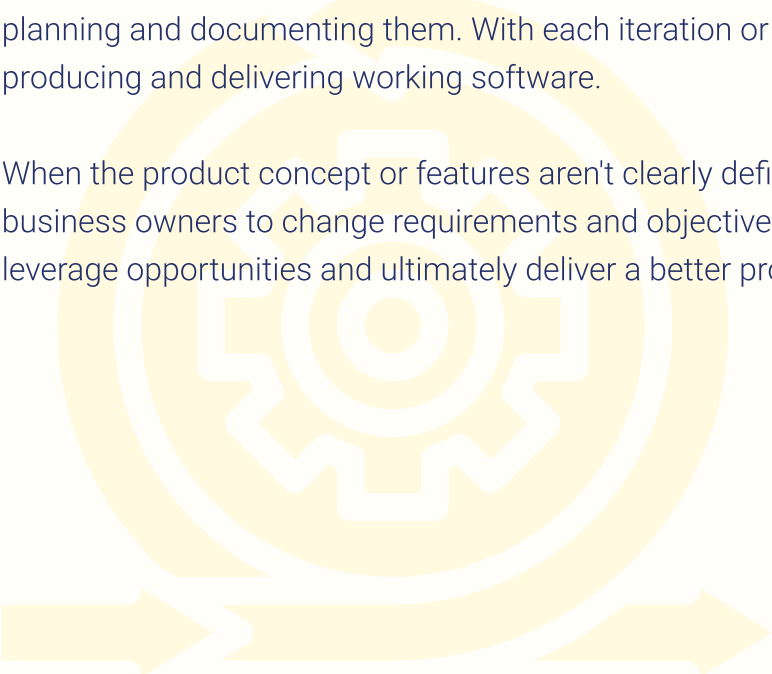 planning and documenting them. With each iteration or
producing and delivering working software.
When the product concept or features aren't clearly
business owners to change requirements and
leverage opportunities and ultimately deliver a better